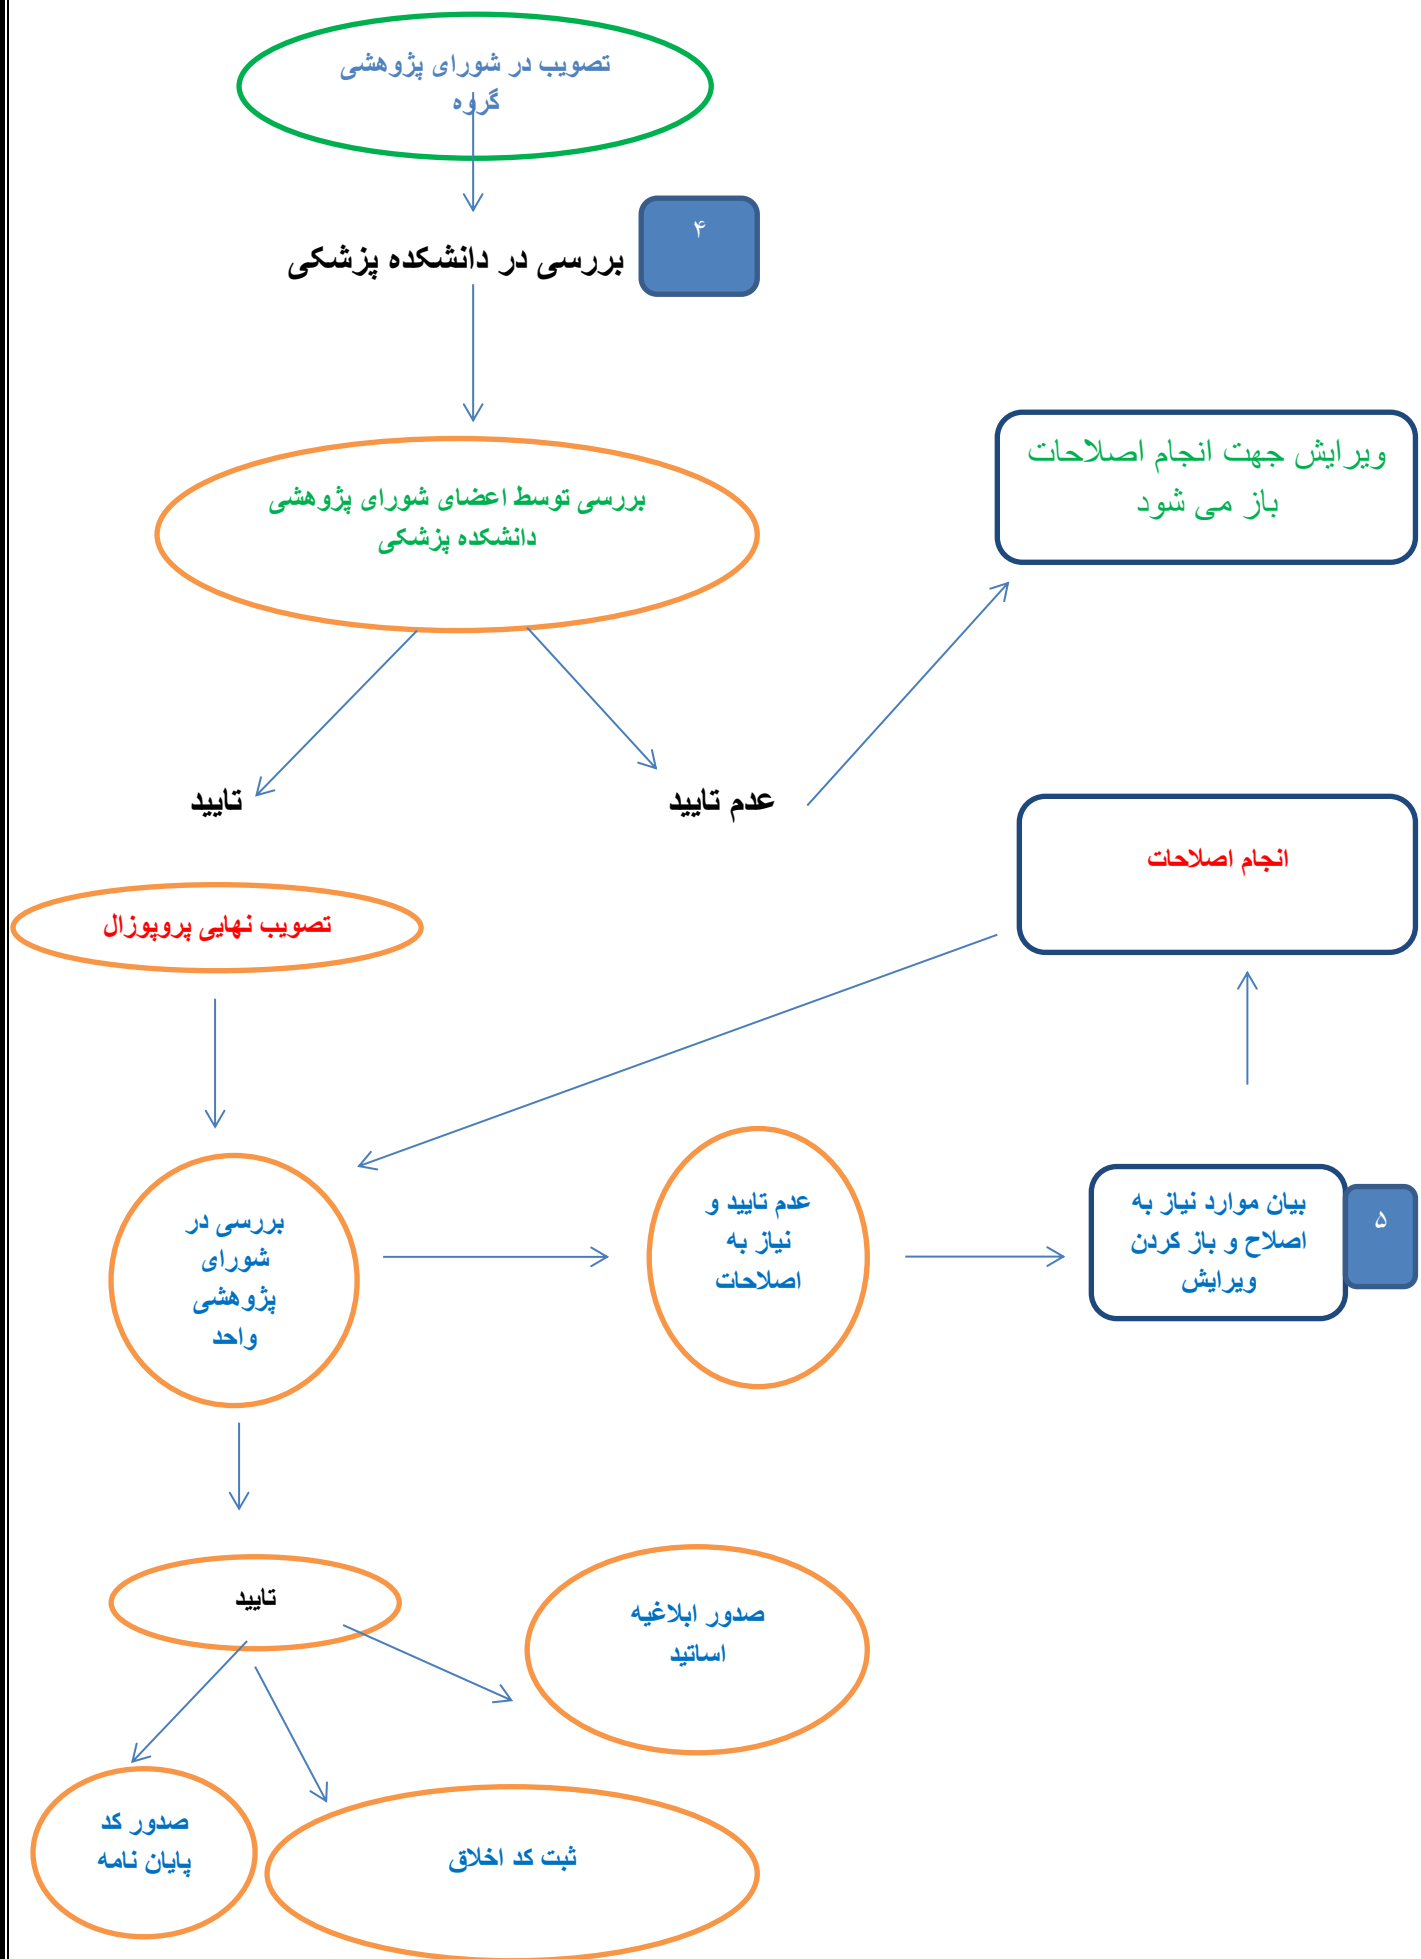 تصویب در شورای پژوهشی
گروه
۴
بررسی در دانشکده پزشکی
ویرایش جهت انجام اصلاحات
باز می شود
بررسی توسط اعضای شورای پژوهشی
دانشکده پزشکی
عدم تایید
تایید
انجام اصلاحات
تصویب نهایی پروپوزال
بیان موارد نیاز به
اصلاح و باز کردن
ویرایش
۵
عدم تایید و
نیاز به
اصلاحات
بررسی در
شورای
پژوهشی
واحد
تایید
صدور ابلاغیه
اساتید
صدور کد
پایان نامه
ثبت کد اخلاق